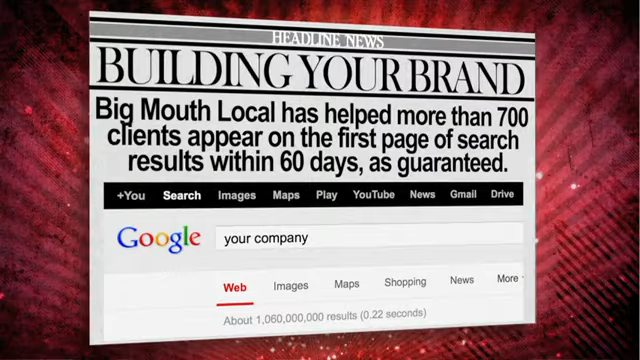 HEADLINE NEWS
BUILDING YOUR BRAND
Big Mouth Local has helped more than 700
clients appear on the first page of search
results within 60 days, as guaranteed.
+You Search Images Maps Play YouTube News Gmail Drive
Google your company
Web Images Maps Shopping News More
About 1,060,000,000 results (0.22 seconds)